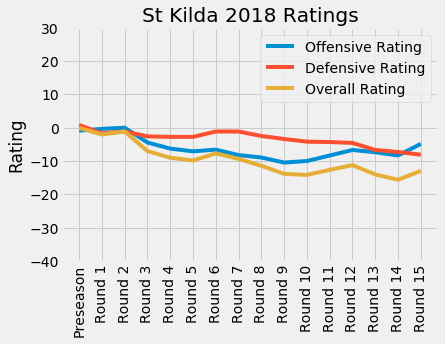 St Kilda 2018 Ratings
Offensive Rating
Defensive Rating
Overall Rating
Rating
30
20
10
0
−10
−20
−30
−40
Preseason
Round 1
Round 2
Round 3
Round 4
Round 5
Round 6
Round 7
Round 8
Round 9
Round 10
Round 11
Round 12
Round 13
Round 14
Round 15